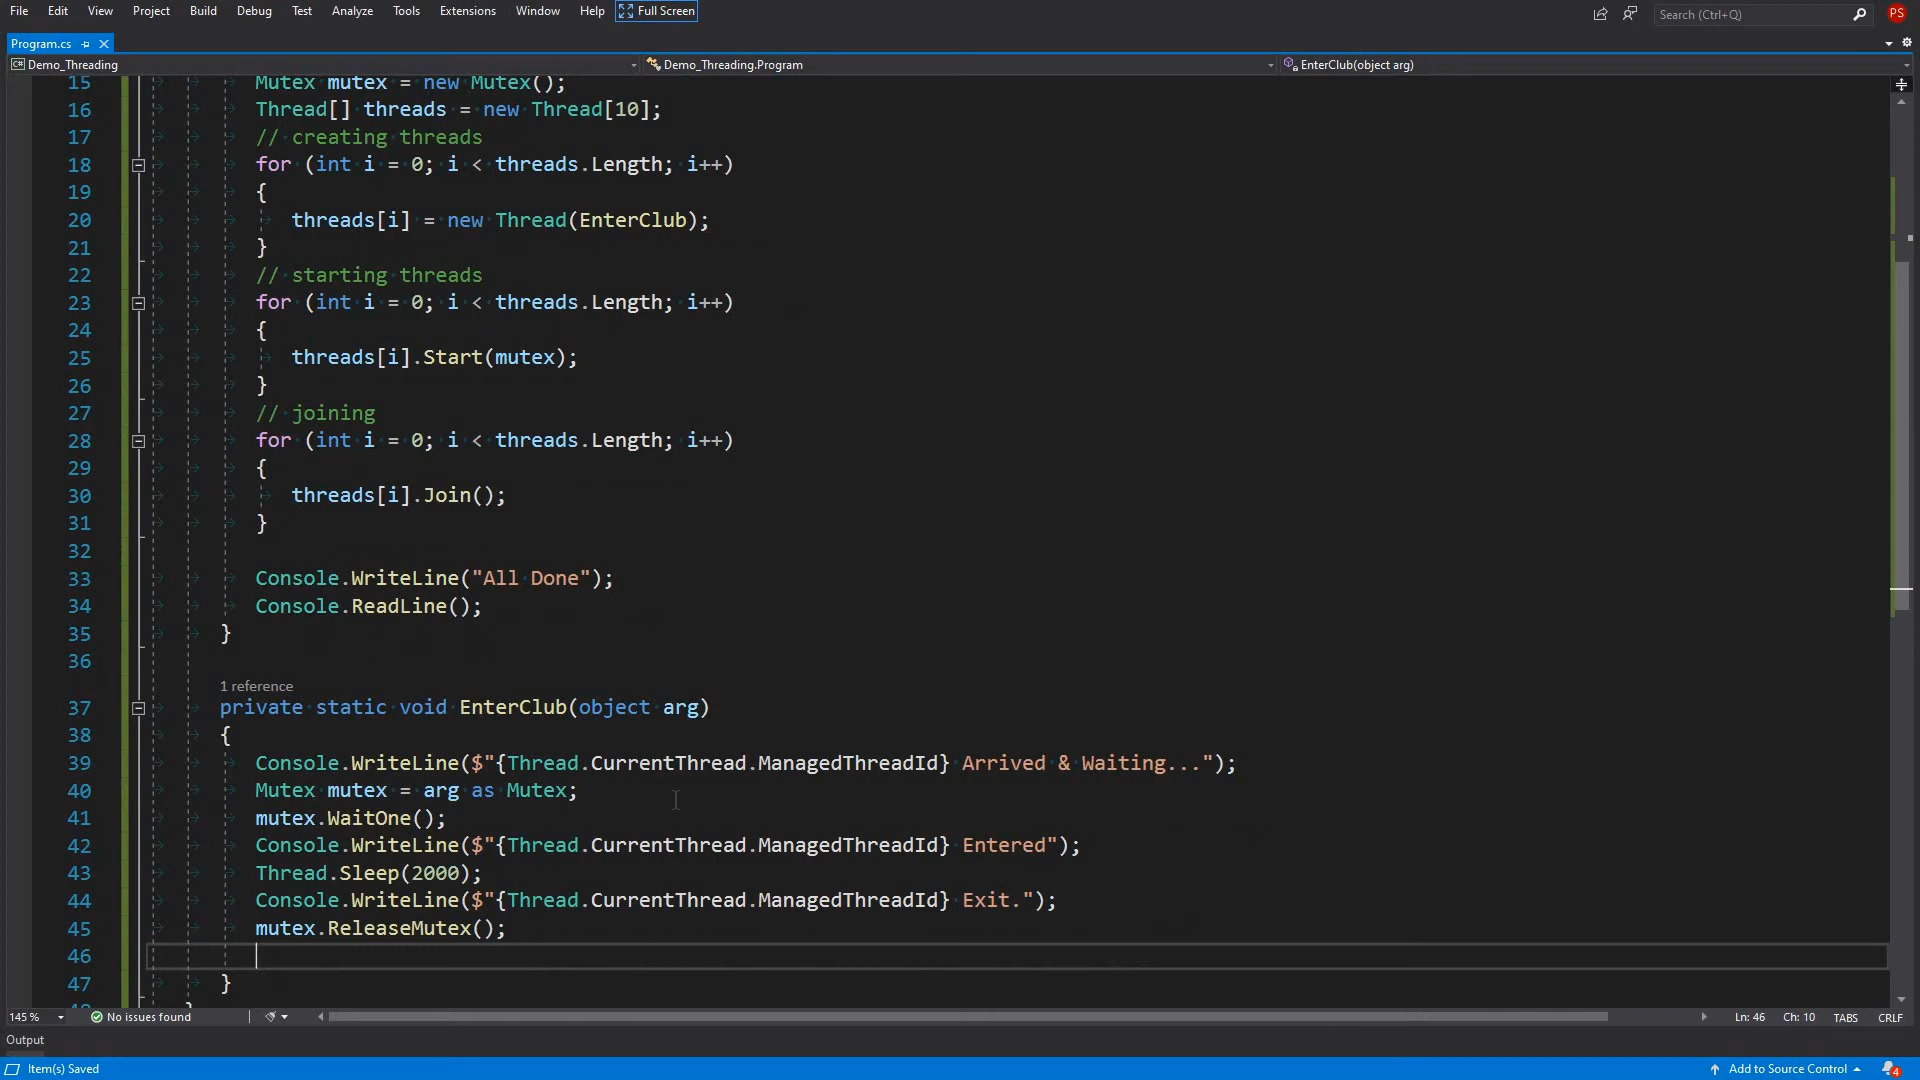 File Edit View Project Build Debug Test Analyze Tools Extensions Window Help Full Screen Search (Ctrl+Q) PS
Program.cs
C# Demo_Threading Demo_Threading.Program EnterClub(object arg)
15 Mutex mutex = new Mutex();
16 Thread[] threads = new Thread[10];
17 // creating threads
18 for (int i = 0; i < threads.Length; i++)
19 {
20 threads[i] = new Thread(EnterClub);
21 }
22 // starting threads
23 for (int i = 0; i < threads.Length; i++)
24 {
25 threads[i].Start(mutex);
26 }
27 // joining
28 for (int i = 0; i < threads.Length; i++)
29 {
30 threads[i].Join();
31 }
32
33 Console.WriteLine("All Done");
34 Console.ReadLine();
35 }
36
1 reference
37 private static void EnterClub(object arg)
38 {
39 Console.WriteLine($"{Thread.CurrentThread.ManagedThreadId} Arrived & Waiting...");
40 Mutex mutex = arg as Mutex;
41 mutex.WaitOne();
42 Console.WriteLine($"{Thread.CurrentThread.ManagedThreadId} Entered");
43 Thread.Sleep(2000);
44 Console.WriteLine($"{Thread.CurrentThread.ManagedThreadId} Exit.");
45 mutex.ReleaseMutex();
46
47 }
145 % No issues found Ln: 46 Ch: 10 TABS CRLF
Output
Item(s) Saved Add to Source Control 4